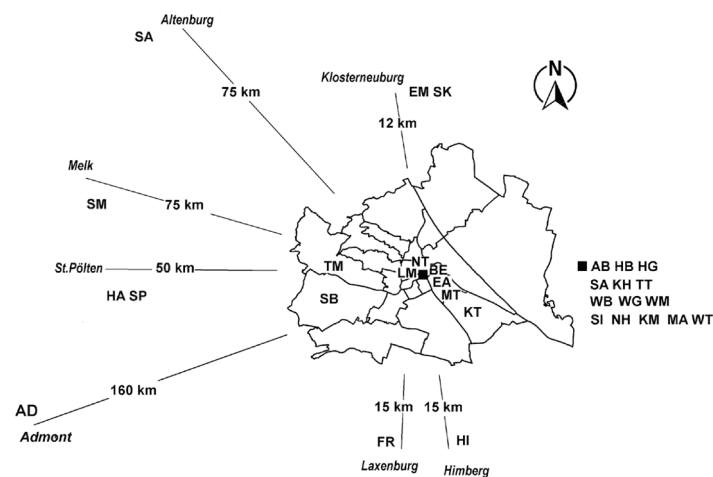 Altenburg
SA
75 km
Klosterneuburg
EM SK
12 km
N
Melk
SM
75 km
St.Pölten
50 km
HA SP
TM
NT
LM
BE
EA
MT
SB
KT
AB HB HG
SA KH TT
WB WG WM
SI NH KM MA WT
160 km
AD
Admont
15 km
15 km
FR
HI
Laxenburg
Himberg